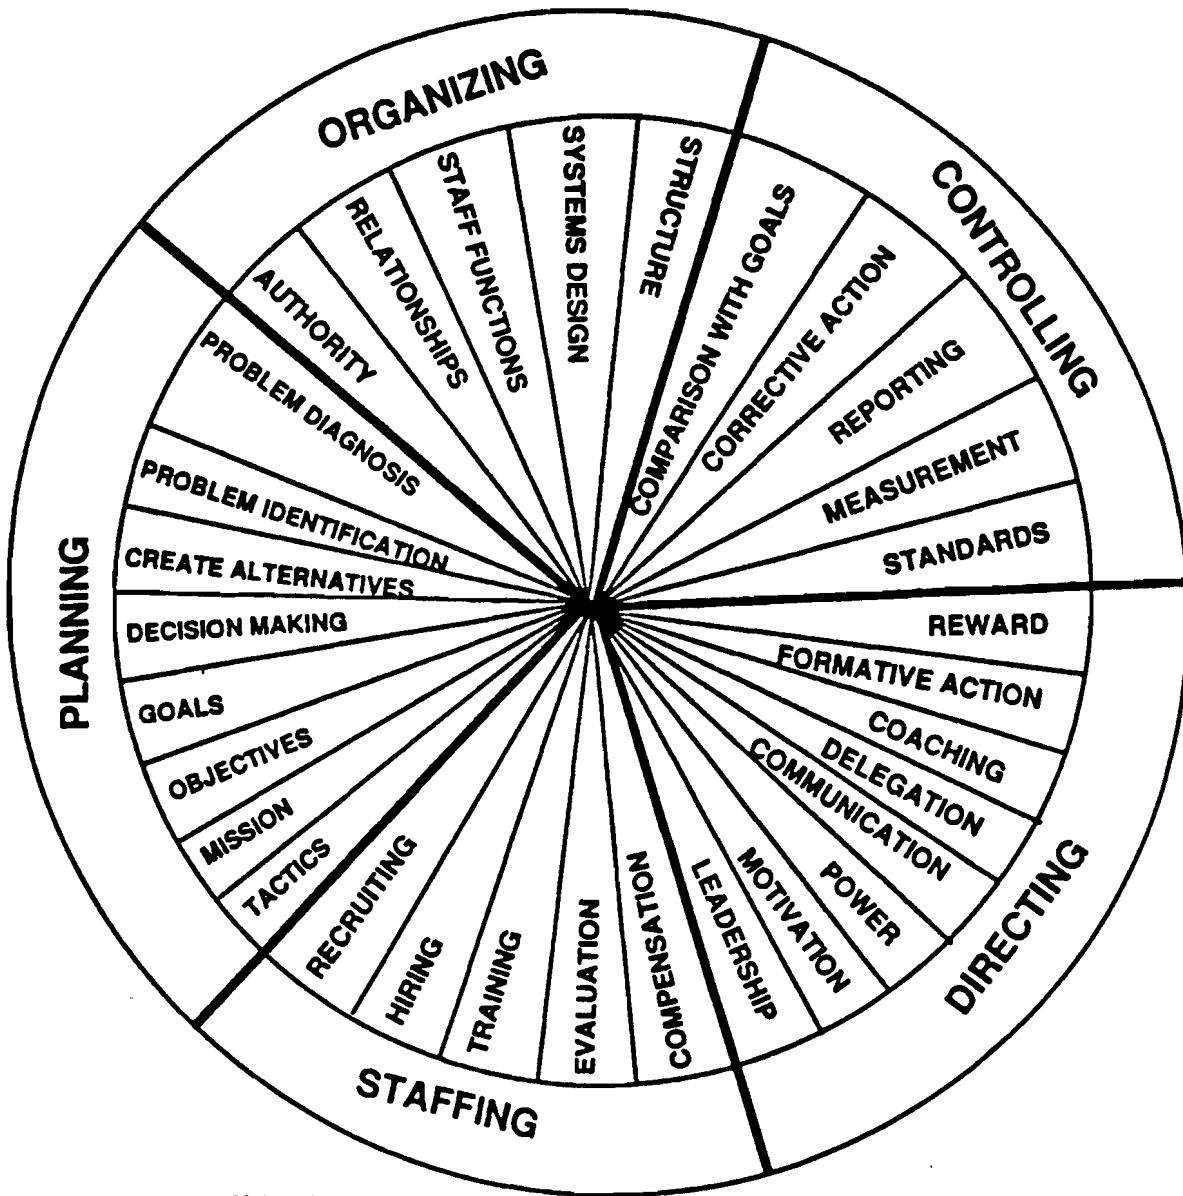 ORGANIZING
AUTHORITY
RELATIONSHIPS
STAFF FUNCTIONS
SYSTEMS DESIGN
STRUCTURE
CONTROLLING
COMPARISON WITH GOALS
CORRECTIVE ACTION
REPORTING
MEASUREMENT
STANDARDS
DIRECTING
REWARD
FORMATIVE ACTION
COACHING
DELEGATION
COMMUNICATION
POWER
MOTIVATION
LEADERSHIP
STAFFING
COMPENSATION
EVALUATION
TRAINING
HIRING
RECRUITING
PLANNING
TACTICS
MISSION
OBJECTIVES
GOALS
DECISION MAKING
CREATE ALTERNATIVES
PROBLEM IDENTIFICATION
PROBLEM DIAGNOSIS